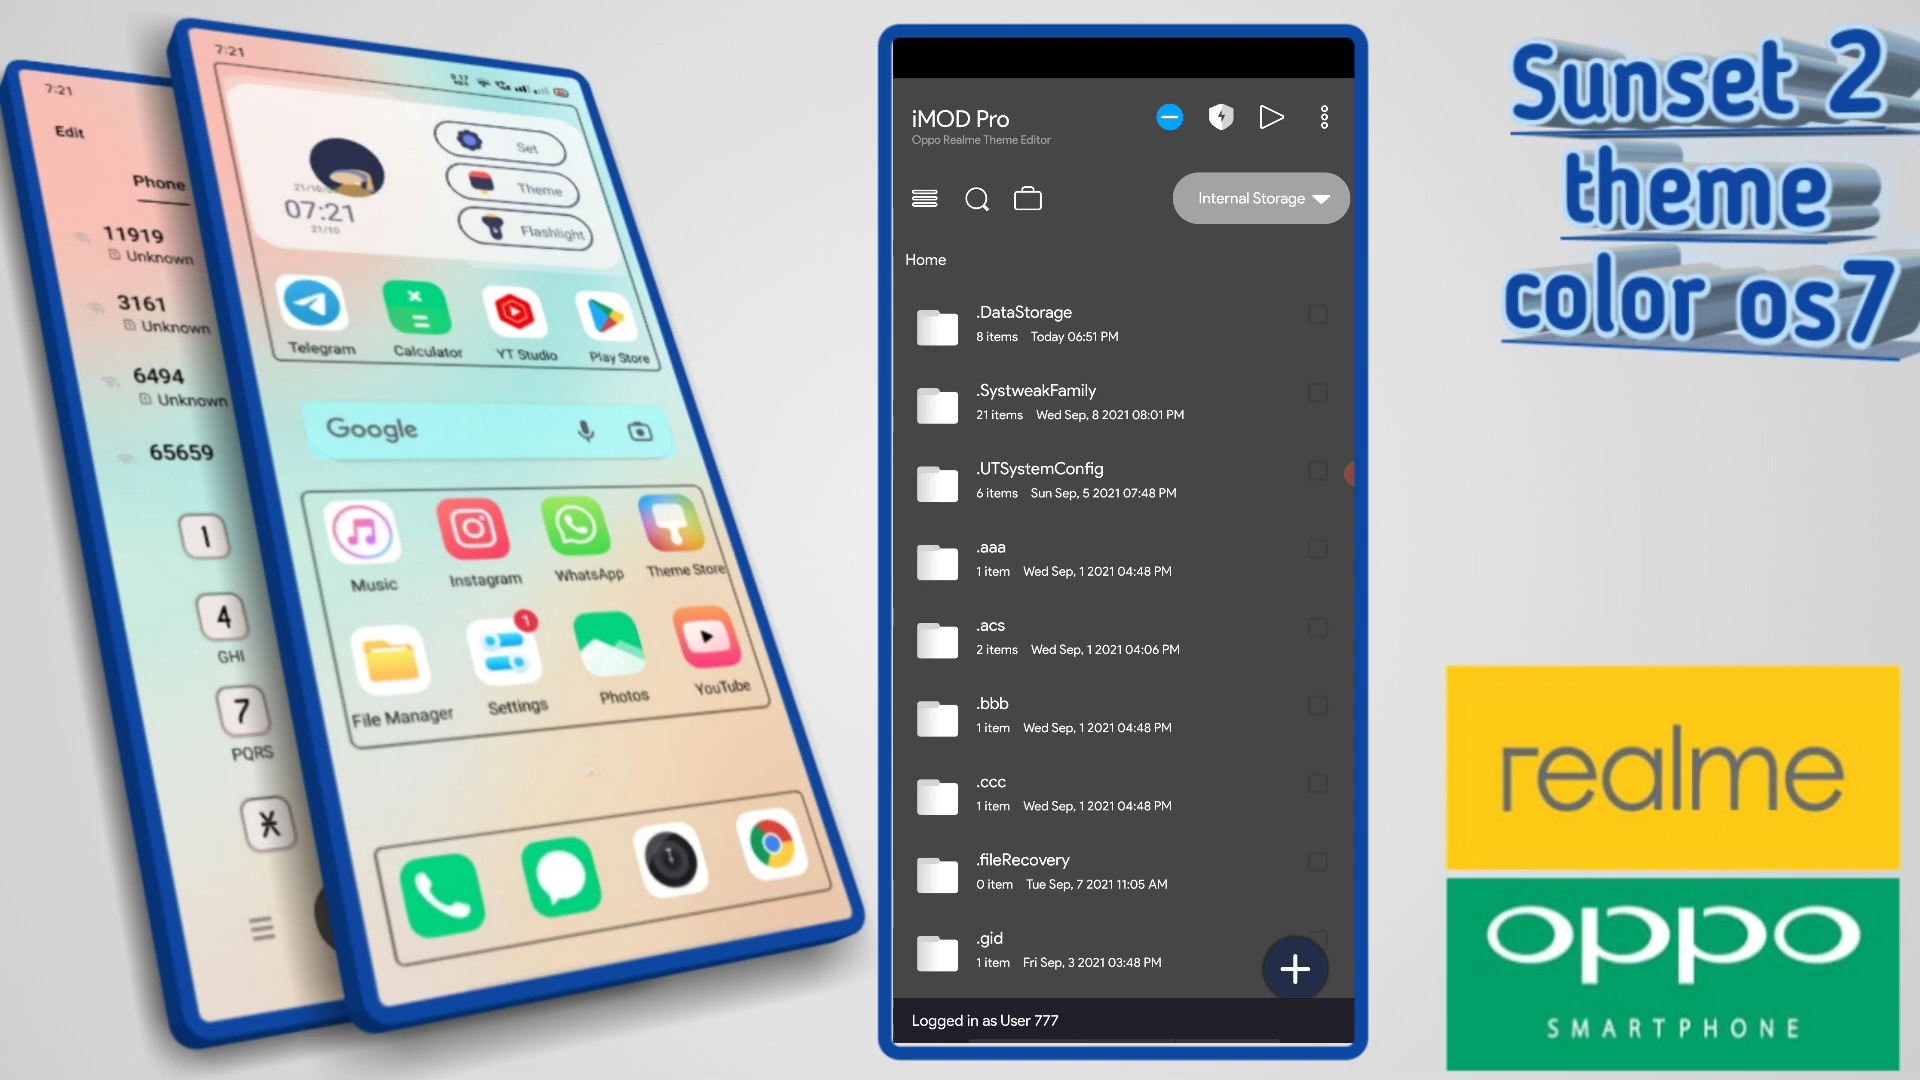 7:21
Edit
Phone
11919
Unknown
3161
Unknown
6494
Unknown
65659
1
4
GHI
7
PQRS
7:21
0.17
07:21
21/10
Set
Theme
Flashlight
Telegram
Calculator
YT Studio
Play Store
Google
Music
Instagram
WhatsApp
Theme Store
1
File Manager
Settings
Photos
YouTube
iMOD Pro
Oppo Realme Theme Editor
Internal Storage
Home
.DataStorage
8 items Today 06:51 PM
.SystweakFamily
21 items Wed Sep, 8 2021 08:01 PM
.UTSystemConfig
6 items Sun Sep, 5 2021 07:48 PM
.aaa
1 item Wed Sep, 1 2021 04:48 PM
.acs
2 items Wed Sep, 1 2021 04:06 PM
.bbb
1 item Wed Sep, 1 2021 04:48 PM
.ccc
1 item Wed Sep, 1 2021 04:48 PM
.fileRecovery
0 item Tue Sep, 7 2021 11:05 AM
.gid
1 item Fri Sep, 3 2021 03:48 PM
Logged in as User 777
Sunset 2
theme
color os7
realme
oppo
SMARTPHONE